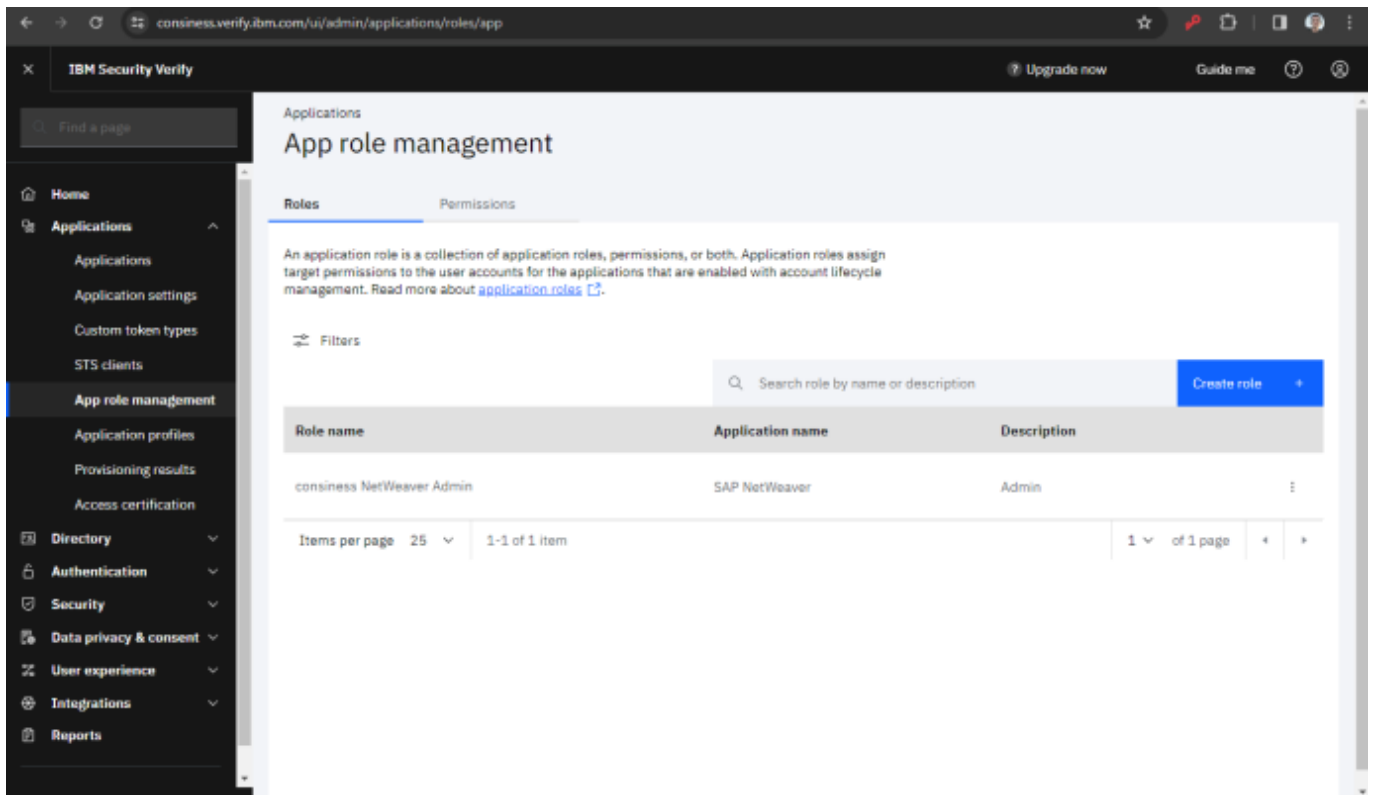 consiness.verify.ibm.com/ui/admin/applications/roles/app
IBM Security Verify
Upgrade now
Guide me
Find a page
Home
Applications
Applications
Application settings
Custom token types
STS clients
App role management
Application profiles
Provisioning results
Access certification
Directory
Authentication
Security
Data privacy & consent
User experience
Integrations
Reports
Applications
App role management
Roles Permissions
An application role is a collection of application roles, permissions, or both. Application roles assign
target permissions to the user accounts for the applications that are enabled with account lifecycle
management. Read more about application roles.
Filters
Search role by name or description
Create role +
Role name Application name Description
consiness NetWeaver Admin SAP NetWeaver Admin
Items per page 25 1-1 of 1 item 1 of 1 page